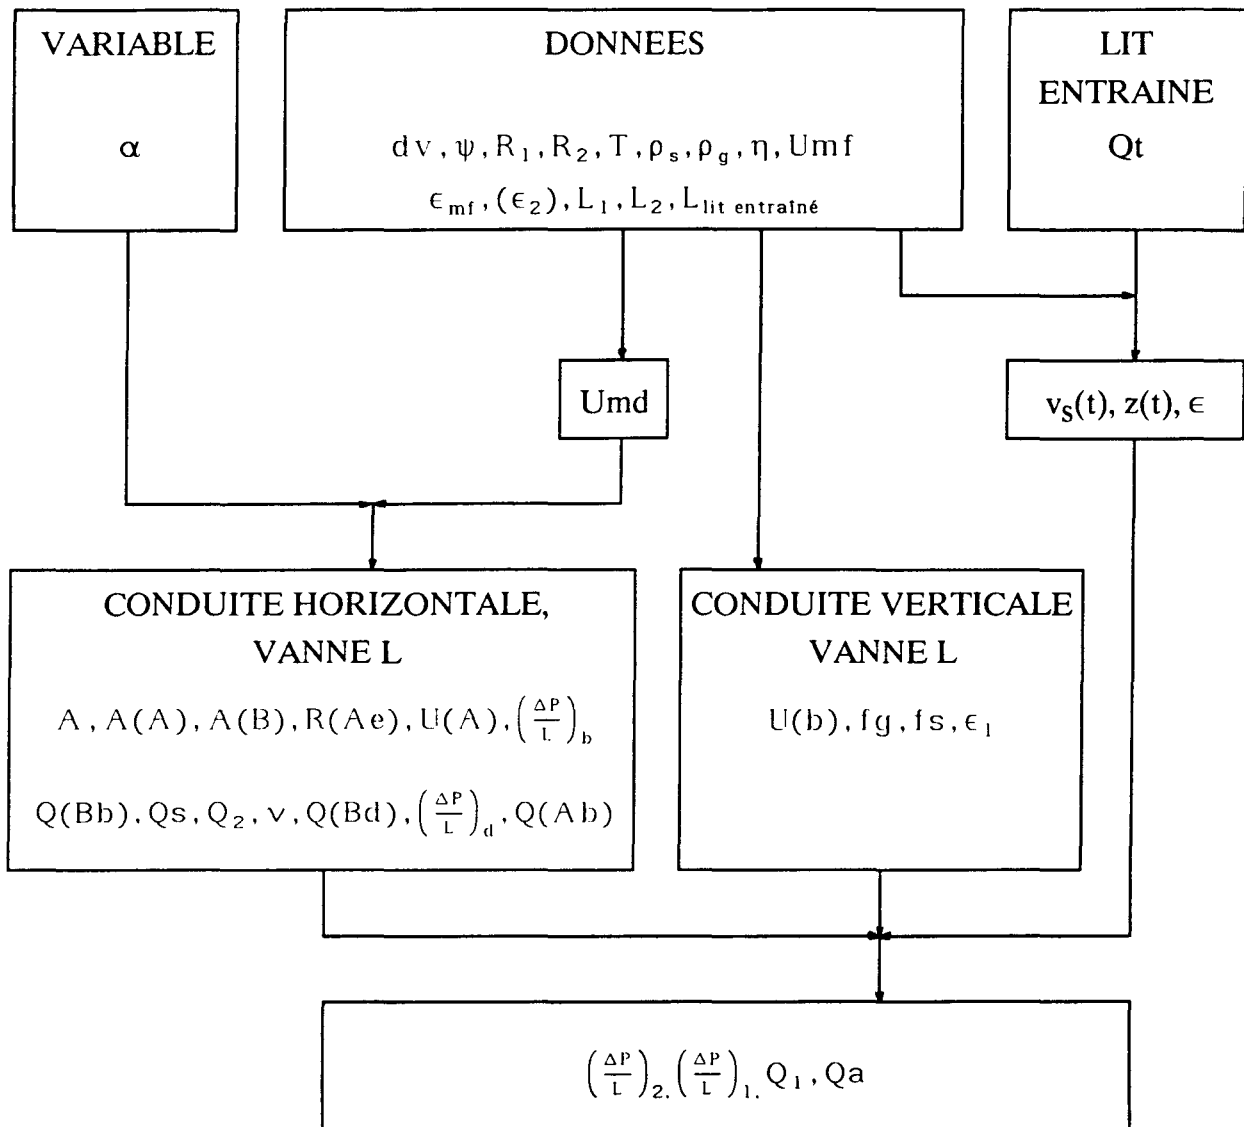 VARIABLE
α
DONNEES
dv, ψ, R₁, R₂, T, ρₛ, ρg, η, Umf
ϵmf, (ϵ₂), L₁, L₂, Llit entraîné
LIT
ENTRAINE
Qt
Umd
vS(t), z(t), ϵ
CONDUITE HORIZONTALE,
VANNE L
A, A(A), A(B), R(Ae), U(A), (ΔP/L)b
Q(Bb), Qs, Q₂, v, Q(Bd), (ΔP/L)d, Q(Ab)
CONDUITE VERTICALE
VANNE L
U(b), fg, fs, ϵ₁
(ΔP/L)₂, (ΔP/L)₁, Q₁, Qa